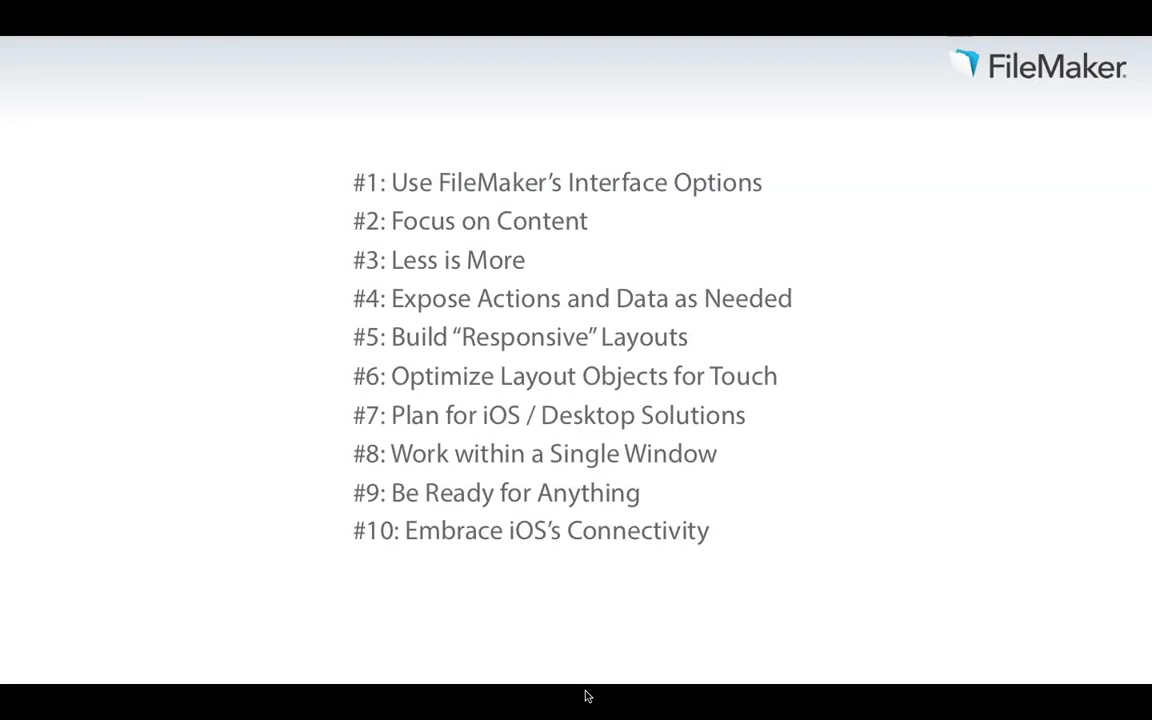 FileMaker
#1: Use FileMaker’s Interface Options
#2: Focus on Content
#3: Less is More
#4: Expose Actions and Data as Needed
#5: Build “Responsive” Layouts
#6: Optimize Layout Objects for Touch
#7: Plan for iOS / Desktop Solutions
#8: Work within a Single Window
#9: Be Ready for Anything
#10: Embrace iOS’s Connectivity